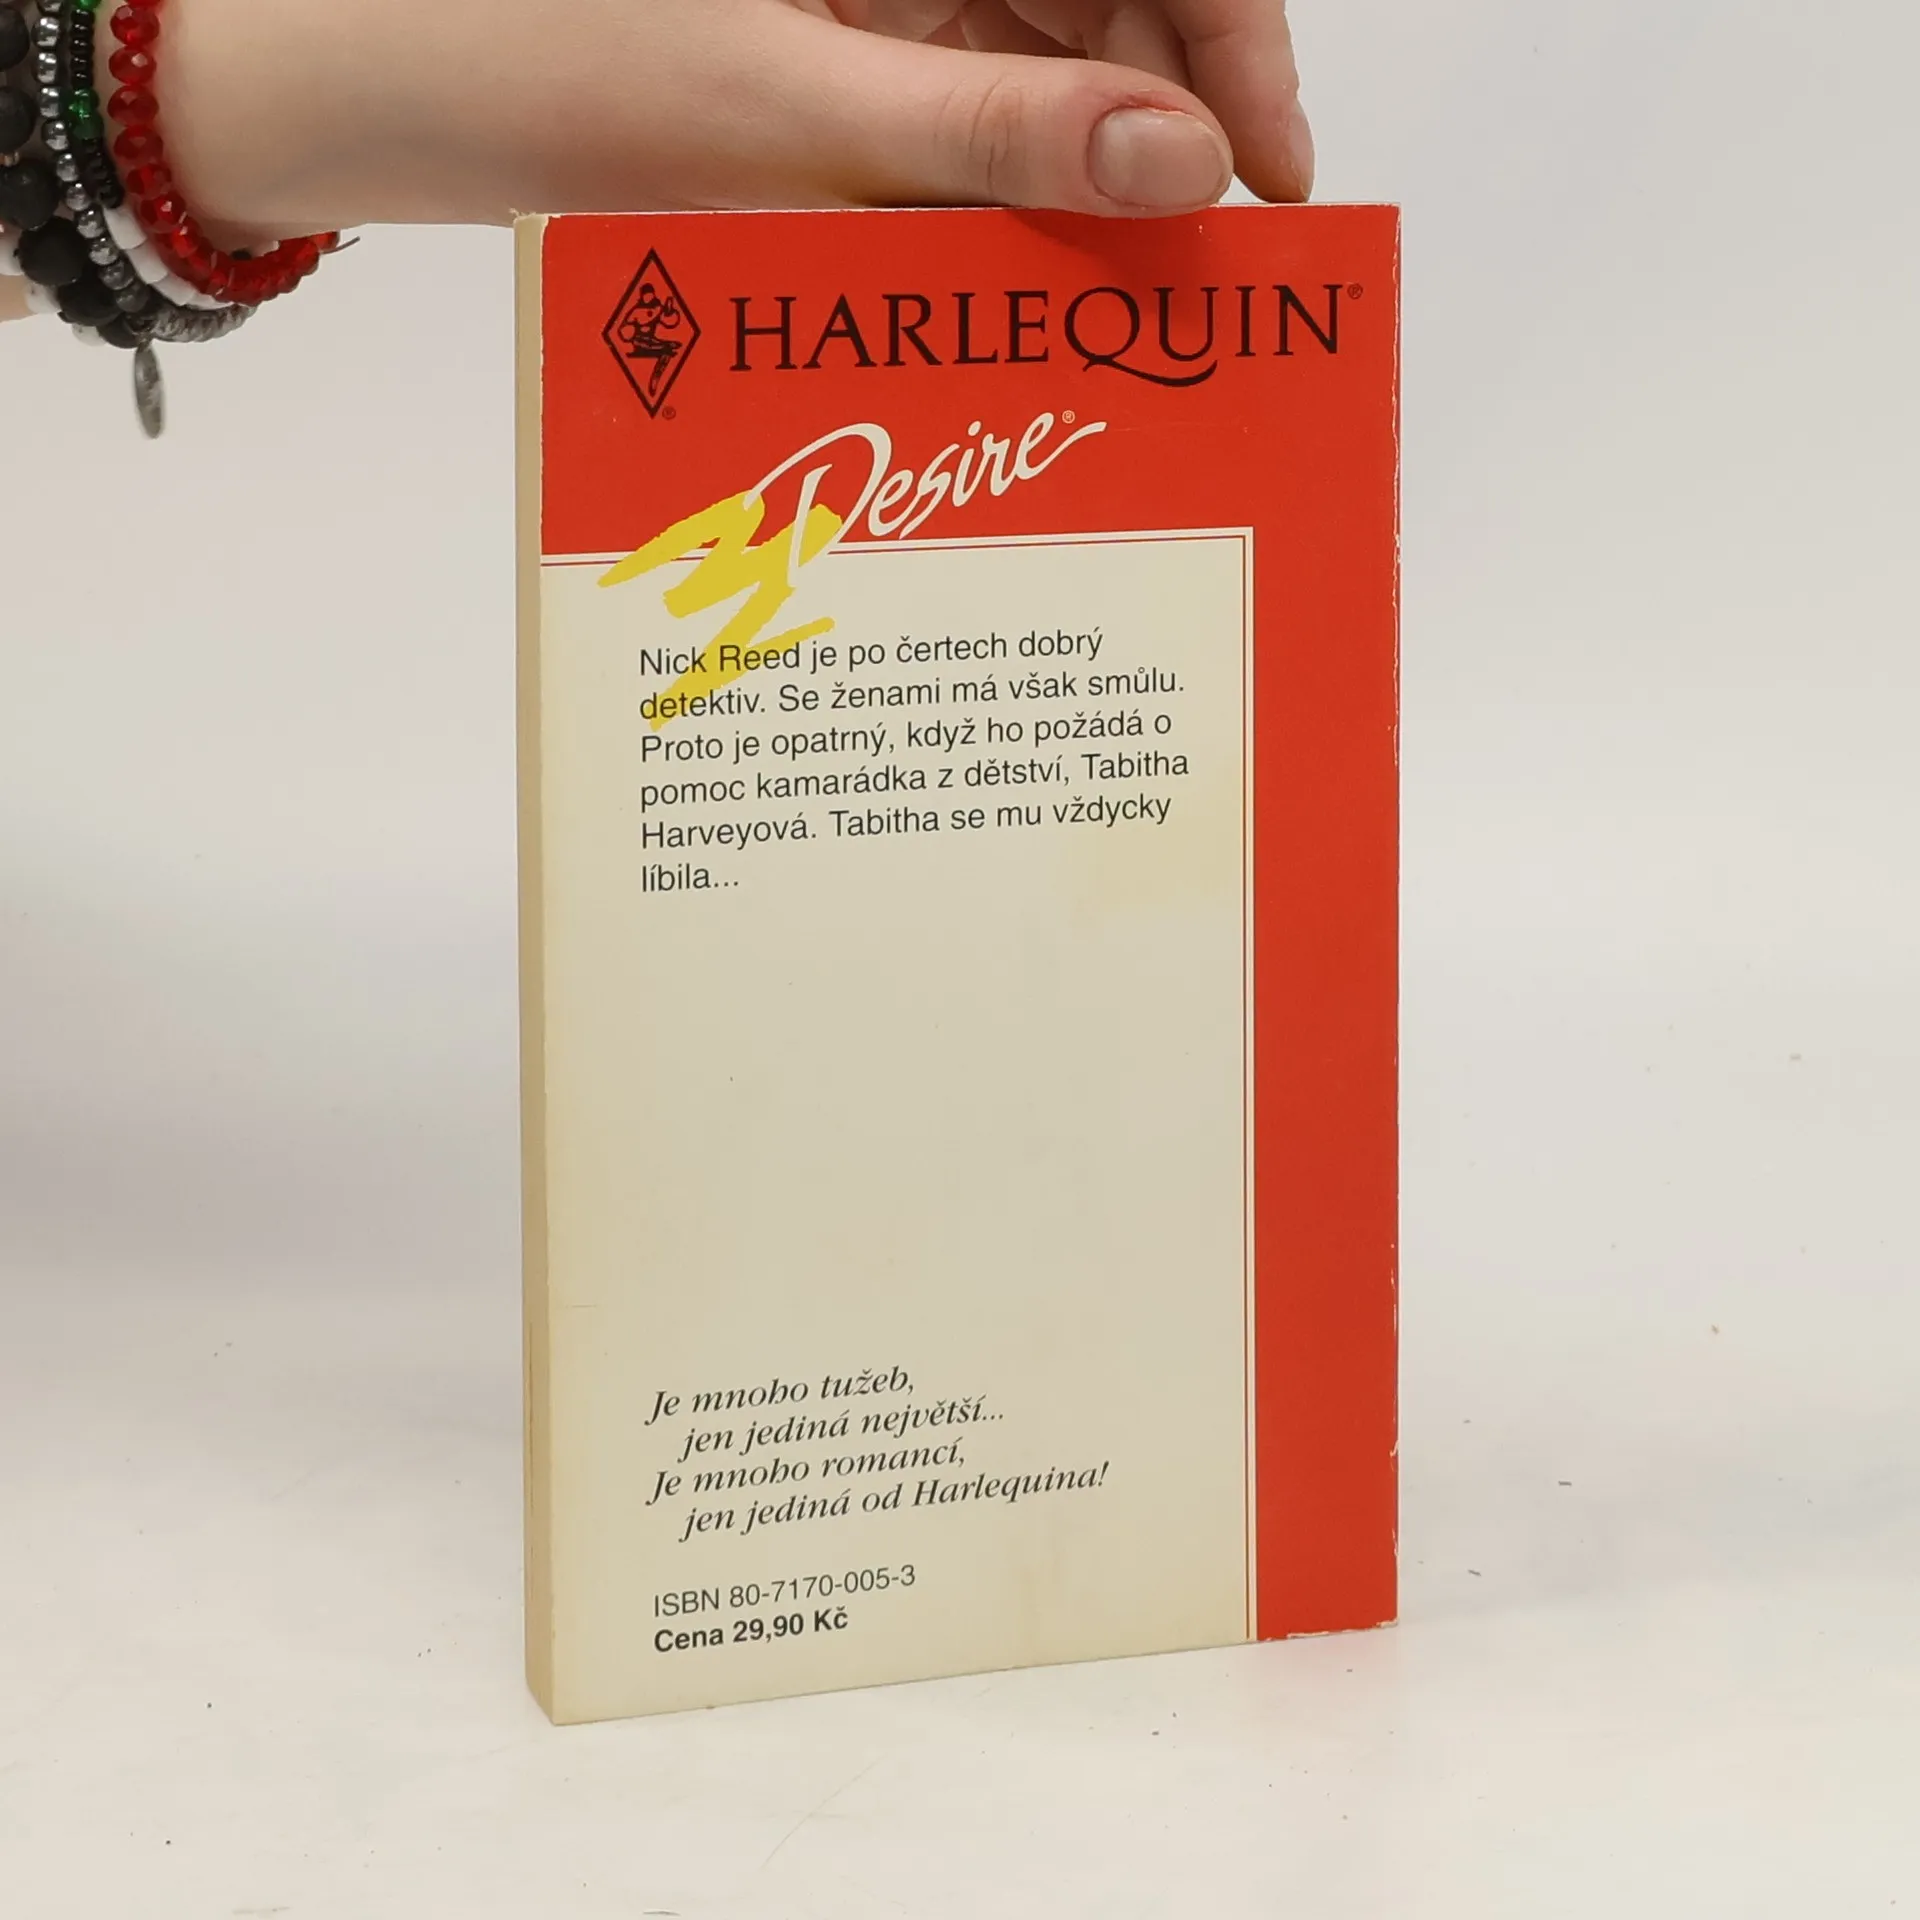 HARLEQUIN®
®
Desire®
Nick Reed je po čertech dobrý
detektiv. Se ženami má však smůlu.
Proto je opatrný, když ho požádá o
pomoc kamarádka z dětství, Tabitha
Harveyová. Tabitha se mu vždycky
líbila...
Je mnoho tužeb,
jen jediná největší...
Je mnoho romancí,
jen jediná od Harlequina!
ISBN 80-7170-005-3
Cena 29,90 Kč